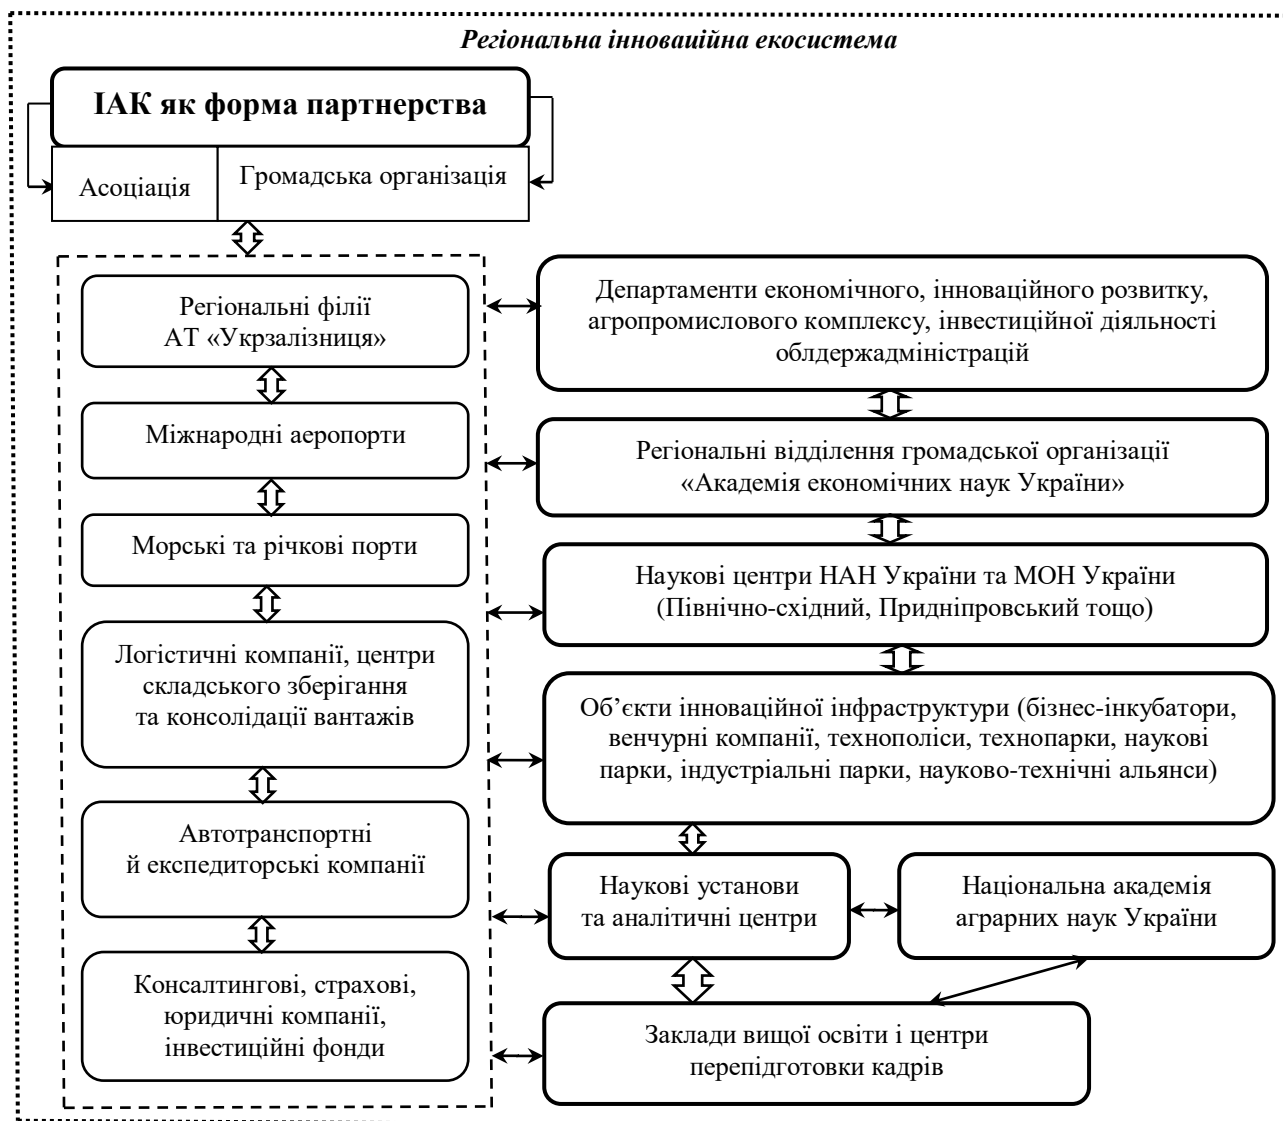 Регіональна інноваційна екосистема
ІАК як форма партнерства
Асоціація
Громадська організація
Регіональні філії
АТ «Укрзалізниця»
Міжнародні аеропорти
Морські та річкові порти
Логістичні компанії, центри
складського зберігання
та консолідації вантажів
Автотранспортні
й експедиторські компанії
Консалтингові, страхові,
юридичні компанії,
інвестиційні фонди
Департаменти економічного, інноваційного розвитку,
агропромислового комплексу, інвестиційної діяльності
облдержадміністрацій
Регіональні відділення громадської організації
«Академія економічних наук України»
Наукові центри НАН України та МОН України
(Північно-східний, Придніпровський тощо)
Об’єкти інноваційної інфраструктури (бізнес-інкубатори,
венчурні компанії, технополіси, технопарки, наукові
парки, індустріальні парки, науково-технічні альянси)
Наукові установи
та аналітичні центри
Національна академія
аграрних наук України
Заклади вищої освіти і центри
перепідготовки кадрів